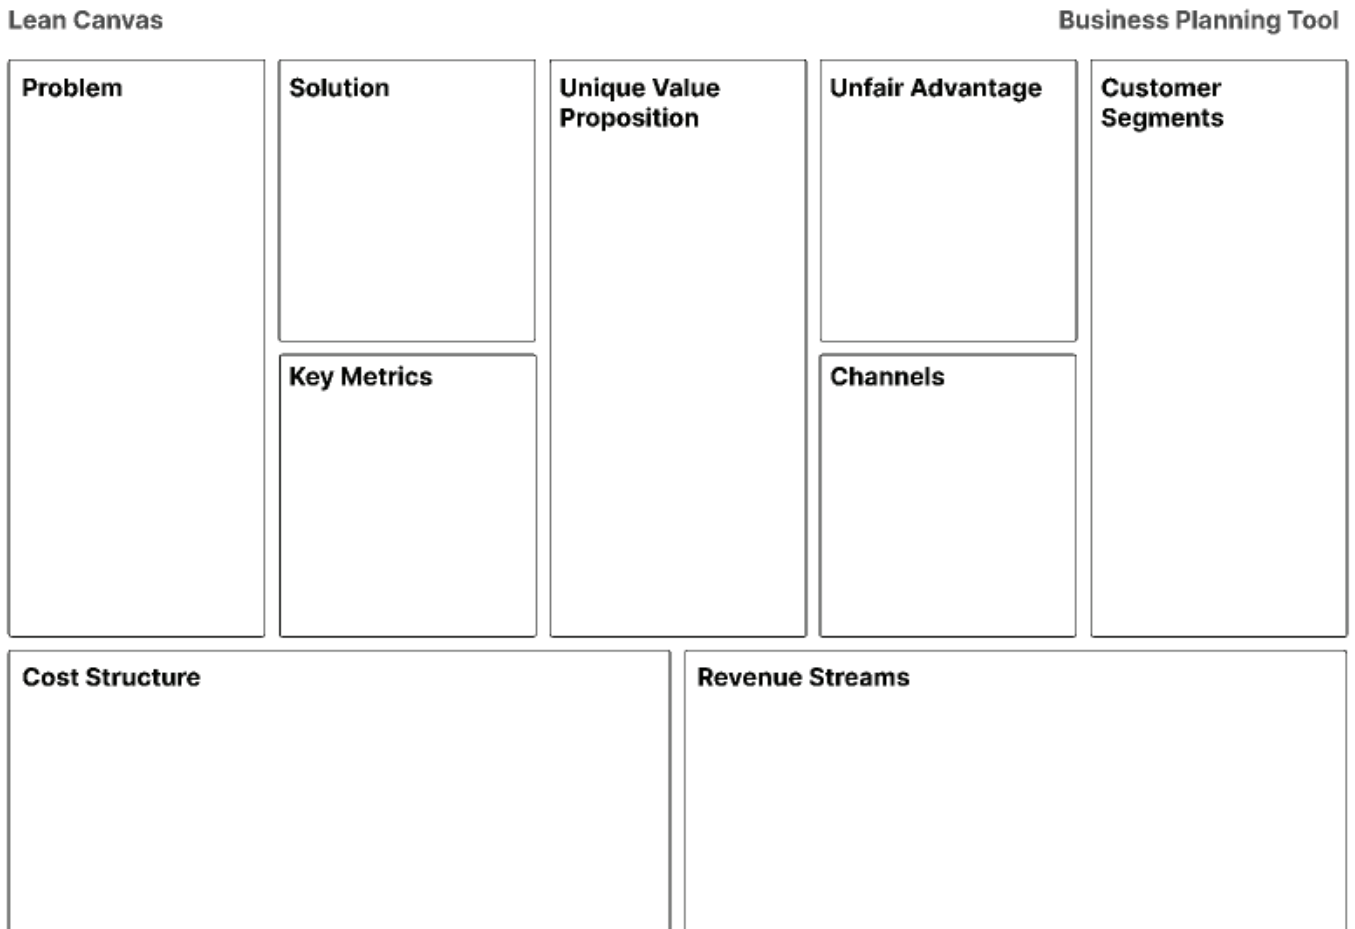 Lean Canvas
Business Planning Tool
Problem
Solution
Unique Value
Proposition
Unfair Advantage
Customer
Segments
Key Metrics
Channels
Cost Structure
Revenue Streams